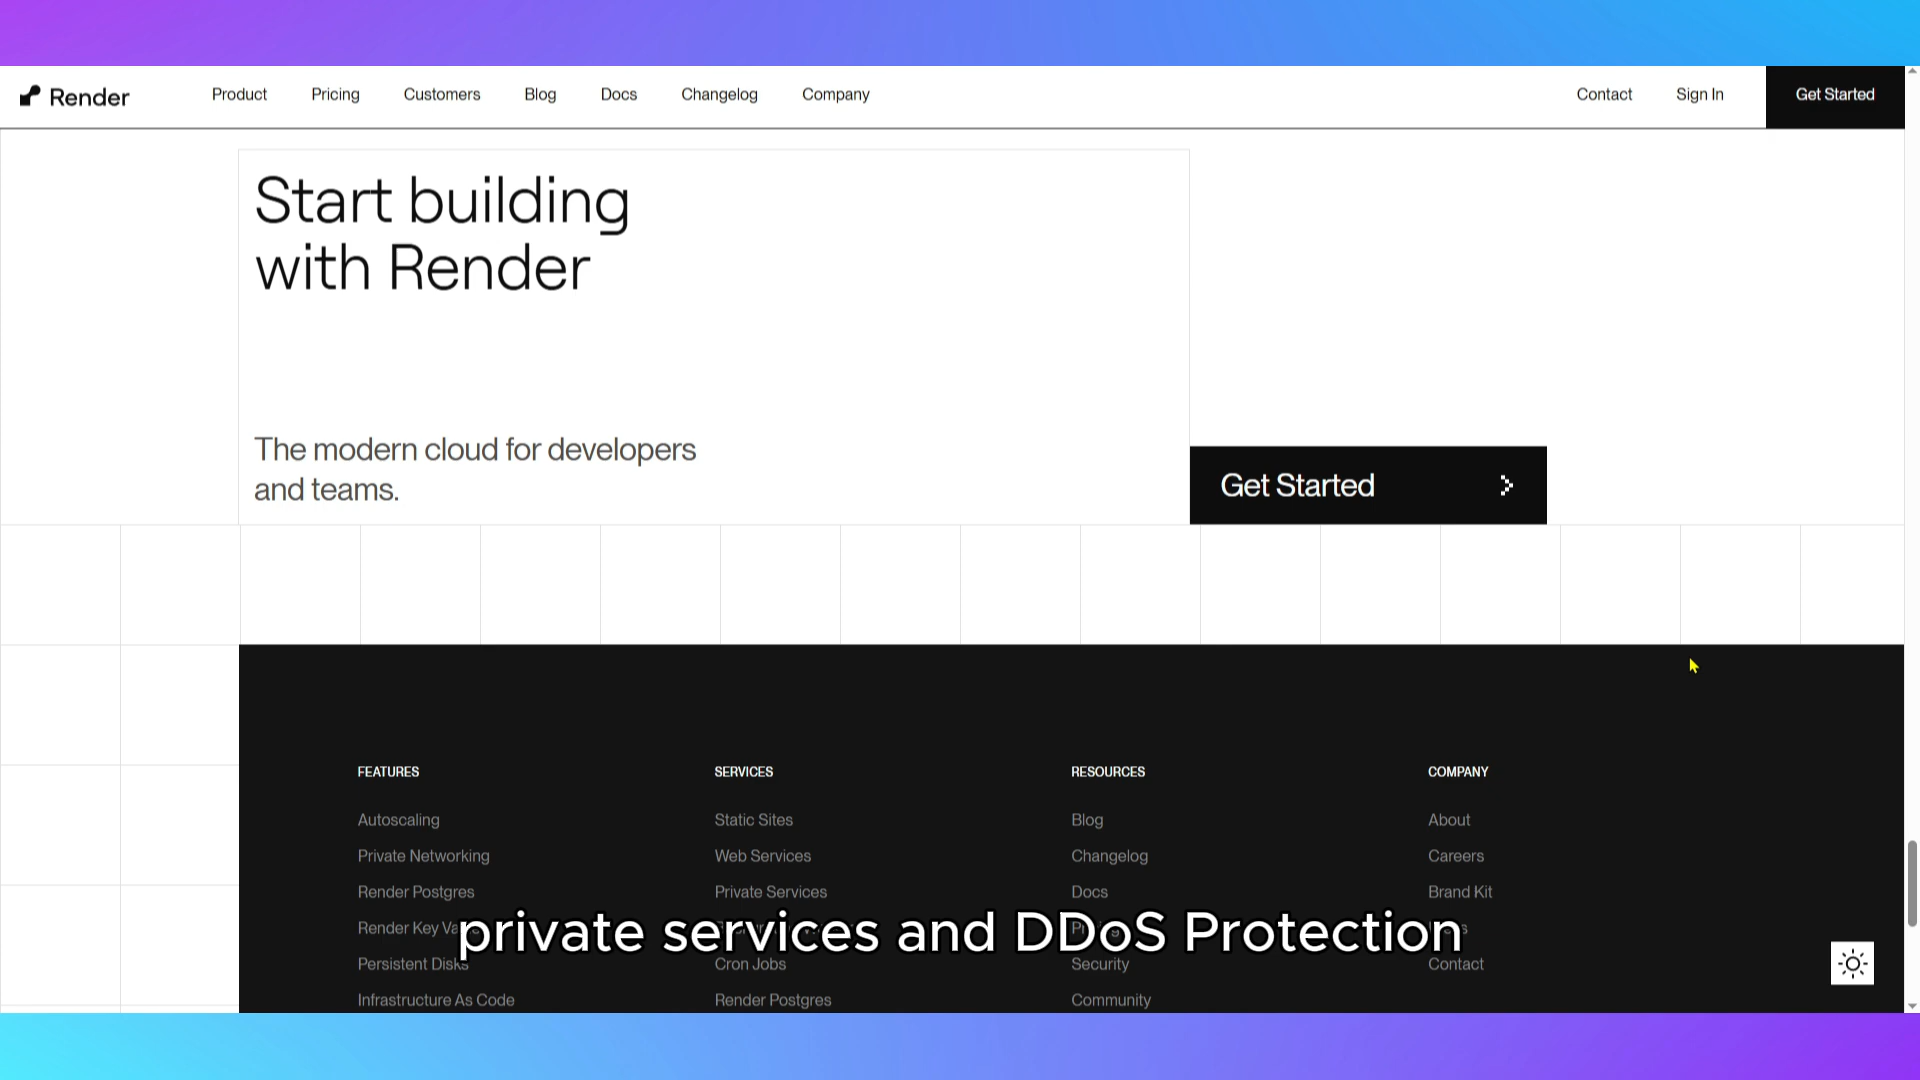 Render
Product
Pricing
Customers
Blog
Docs
Changelog
Company
Contact
Sign In
Get Started
Start building
with Render
The modern cloud for developers
and teams.
Get Started
FEATURES
Autoscaling
Private Networking
Render Postgres
Render Key
Persistent Disks
Infrastructure As Code
SERVICES
Static Sites
Web Services
Private Services
Cron Jobs
Render Postgres
RESOURCES
Blog
Changelog
Docs
Security
Community
COMPANY
About
Careers
Brand Kit
Contact
private services and DDoS Protection